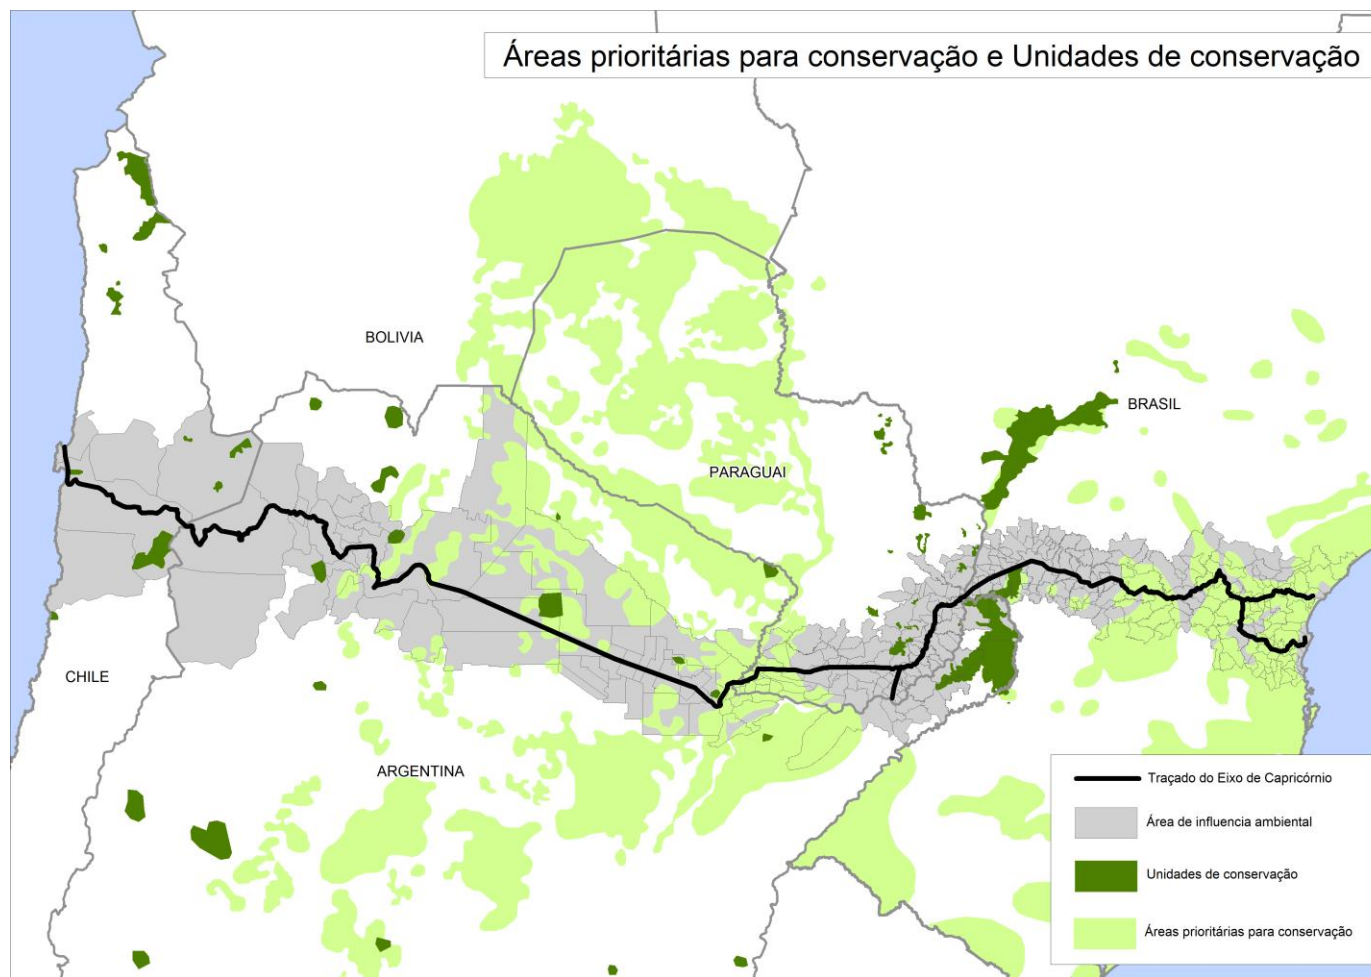 Áreas prioritárias para conservação e Unidades de conservação
BOLIVIA
BRASIL
PARAGUAI
CHILE
ARGENTINA
Traçado do Eixo de Capricórnio
Área de influencia ambiental
Unidades de conservação
Áreas prioritárias para conservação